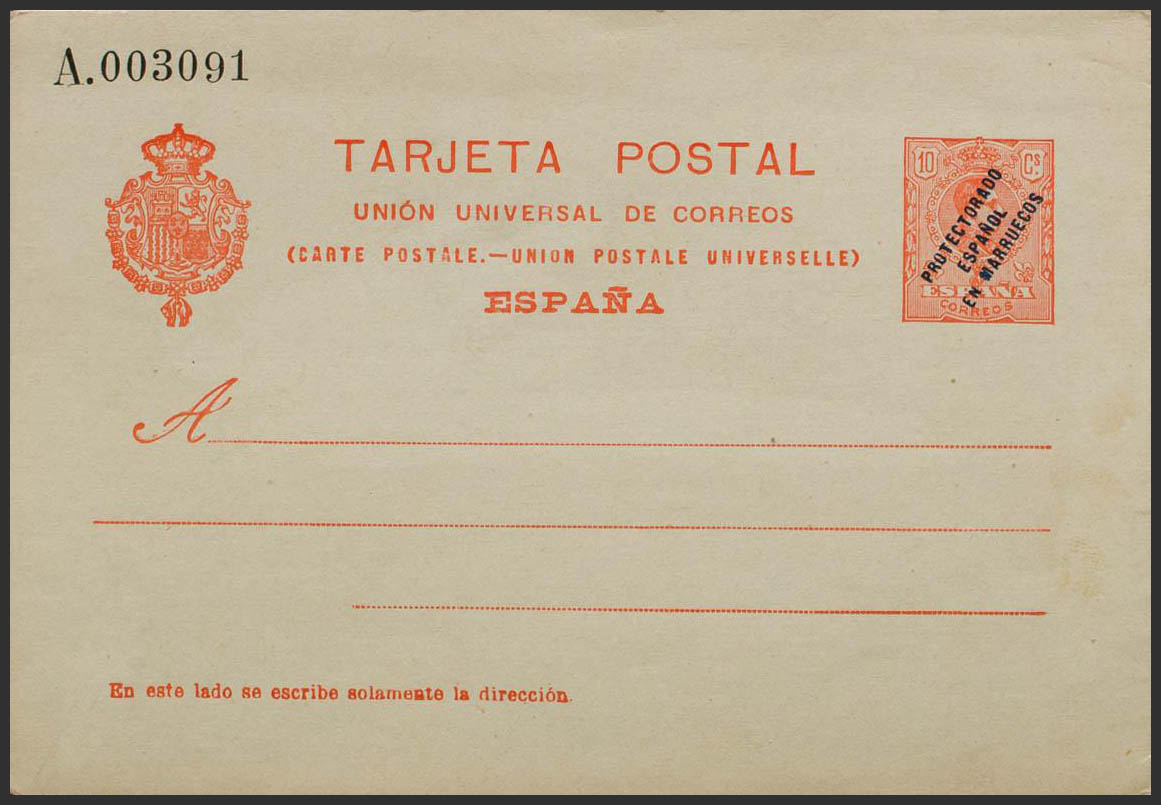 A.003091
TARJETA POSTAL
UNIÓN UNIVERSAL DE CORREOS
(CARTE POSTALE.—UNION POSTALE UNIVERSELLE)
ESPAÑA
10 Cs.
PROTECTORADO
ESPAÑOL
EN MARRUECOS
ESPAÑA
CORREOS
A
En este lado se escribe solamente la dirección.